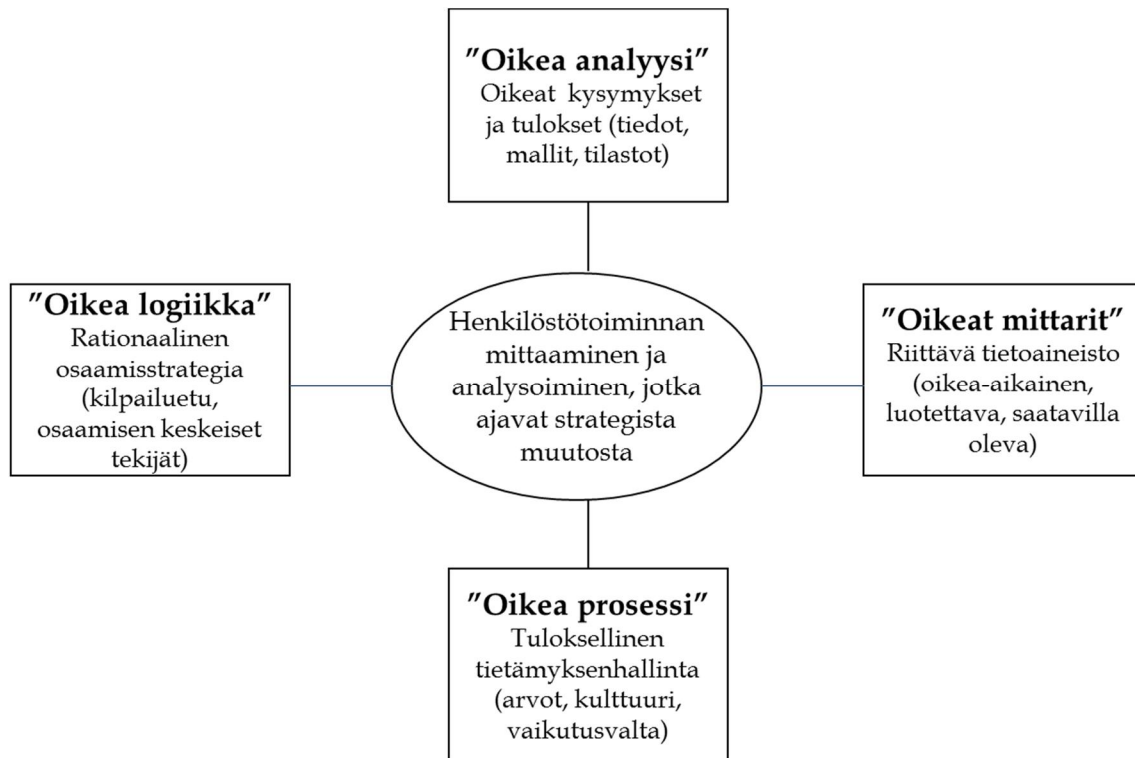 ”Oikea analyysi”
Oikeat kysymykset
ja tulokset (tiedot,
mallit, tilastot)
”Oikea logiikka”
Rationaalinen
osaamisstrategia
(kilpailuetu,
osaamisen keskeiset
tekijät)
Henkilöstötoiminnan
mittaaminen ja
analysoiminen, jotka
ajavat strategista
muutosta
”Oikeat mittarit”
Riittävä tietoaineisto
(oikea-aikainen,
luotettava, saatavilla
oleva)
”Oikea prosessi”
Tuloksellinen
tietämyksenhallinta
(arvot, kulttuuri,
vaikutusvalta)